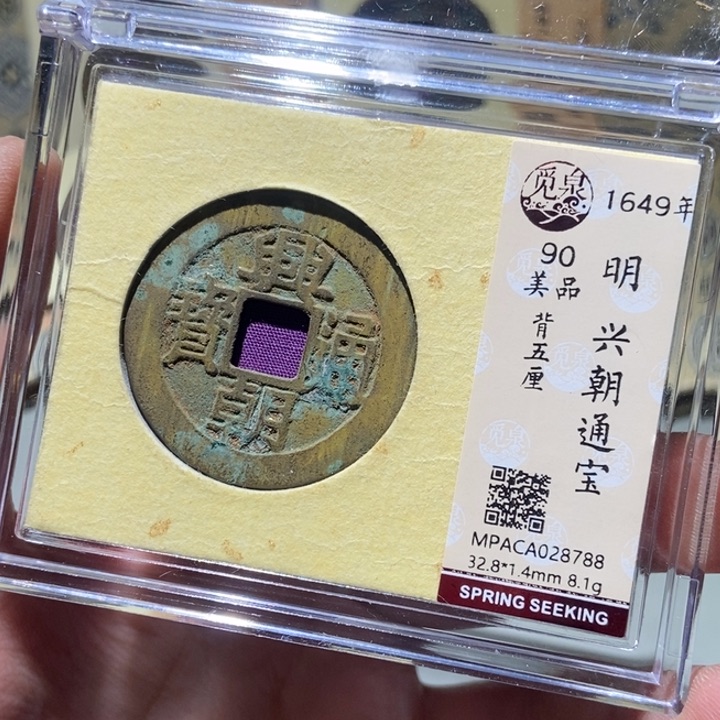 興朝通寶
觅泉
1649年
明 兴朝通宝
90
美品
背五厘
MPACA028788
32.8*1.4mm 8.1g
SPRING SEEKING